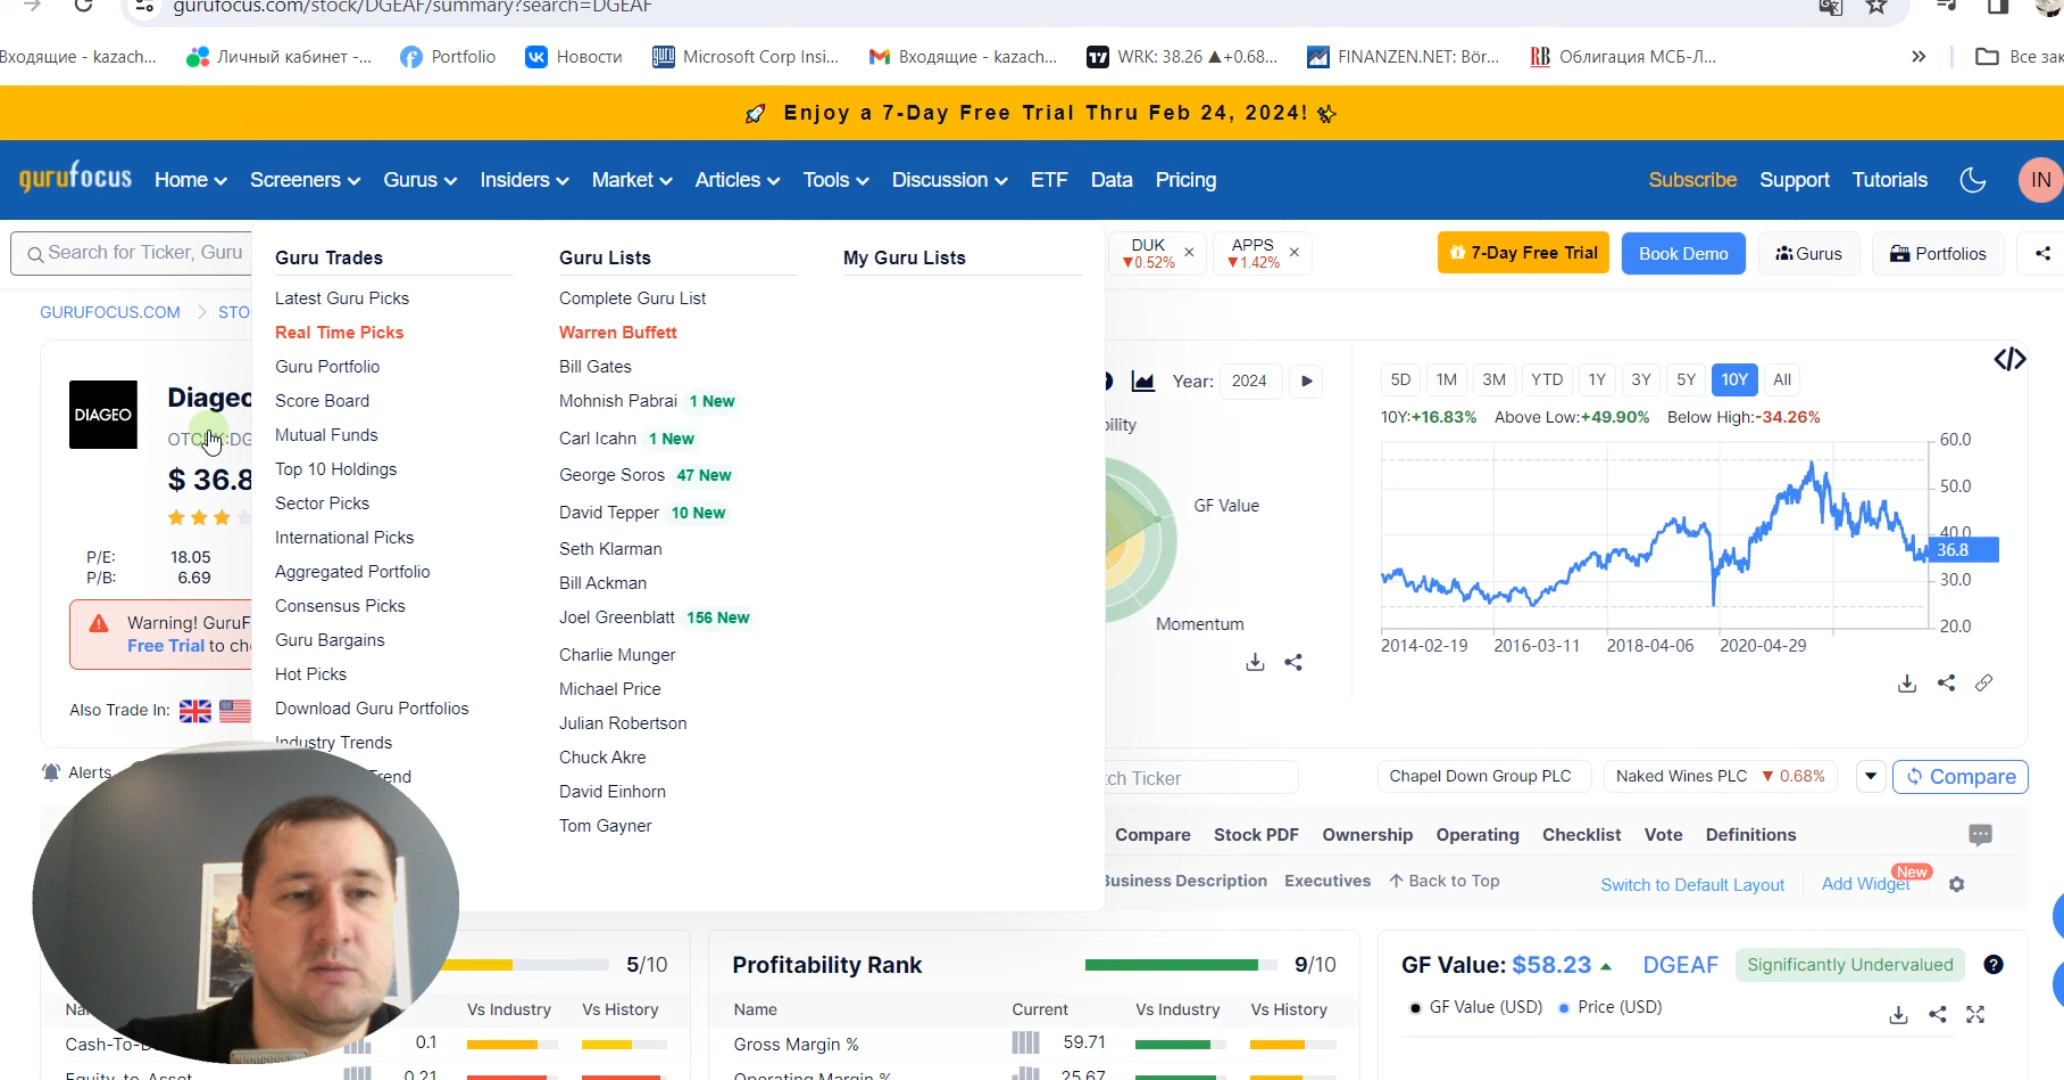 gurufocus.com/stock/DGEAF/summary?search=DGEAF
Входящие - kazach...
Личный кабинет -...
Portfolio
Новости
Microsoft Corp Insi...
Входящие - kazach...
WRK: 38.26 ▲+0.68...
FINANZEN.NET: Bör...
Облигация МСБ-Л...
»
Все зак
Enjoy a 7-Day Free Trial Thru Feb 24, 2024!
gurufocus
Home
Screeners
Gurus
Insiders
Market
Articles
Tools
Discussion
ETF
Data
Pricing
Subscribe
Support
Tutorials
IN
Search for Ticker, Guru
DUK
▼0.52%
APPS
▼1.42%
7-Day Free Trial
Book Demo
Gurus
Portfolios
GURUFOCUS.COM > STO
Guru Trades
Latest Guru Picks
Real Time Picks
Guru Portfolio
Score Board
Mutual Funds
Top 10 Holdings
Sector Picks
International Picks
Aggregated Portfolio
Consensus Picks
Guru Bargains
Hot Picks
Download Guru Portfolios
Industry Trends
Trend
Guru Lists
Complete Guru List
Warren Buffett
Bill Gates
Mohnish Pabrai 1 New
Carl Icahn 1 New
George Soros 47 New
David Tepper 10 New
Seth Klarman
Bill Ackman
Joel Greenblatt 156 New
Charlie Munger
Michael Price
Julian Robertson
Chuck Akre
David Einhorn
Tom Gayner
My Guru Lists
DIAGEO
Diageo
$ 36.8
P/E: 18.05
P/B: 6.69
Warning! GuruF
Free Trial to ch
Also Trade In:
Alerts
Year: 2024
bility
GF Value
Momentum
5D 1M 3M YTD 1Y 3Y 5Y 10Y All
10Y:+16.83% Above Low:+49.90% Below High:-34.26%
60.0
50.0
40.0
36.8
30.0
20.0
2014-02-19 2016-03-11 2018-04-06 2020-04-29
</>
ch Ticker
Chapel Down Group PLC
Naked Wines PLC ▼ 0.68%
Compare
Compare Stock PDF Ownership Operating Checklist Vote Definitions
Business Description Executives ↑ Back to Top
Switch to Default Layout
Add Widget
New
5/10
Vs Industry Vs History
Cash-To-D
0.1
Equity-to-Asset
0.21
Profitability Rank 9/10
Name Current Vs Industry Vs History
Gross Margin % 59.71
Operating Margin % 25.67
GF Value: $58.23 DGEAF Significantly Undervalued
GF Value (USD) Price (USD)